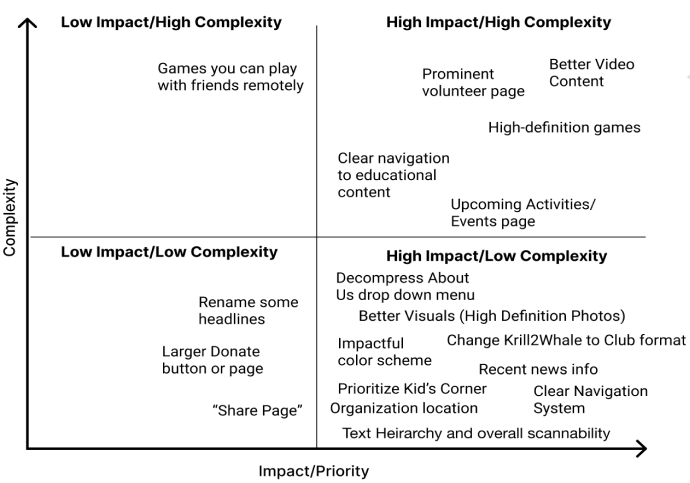 Low Impact/High Complexity
High Impact/High Complexity
Games you can play
with friends remotely
Prominent
volunteer page
Better Video
Content
High-definition games
Clear navigation
to educational
content
Upcoming Activities/
Events page
Complexity
Low Impact/Low Complexity
High Impact/Low Complexity
Rename some
headlines
Larger Donate
button or page
“Share Page”
Decompress About
Us drop down menu
Better Visuals (High Definition Photos)
Impactful
color scheme
Change Krill2Whale to Club format
Recent news info
Prioritize Kid’s Corner
Organization location
Clear Navigation
System
Text Heirarchy and overall scannability
Impact/Priority